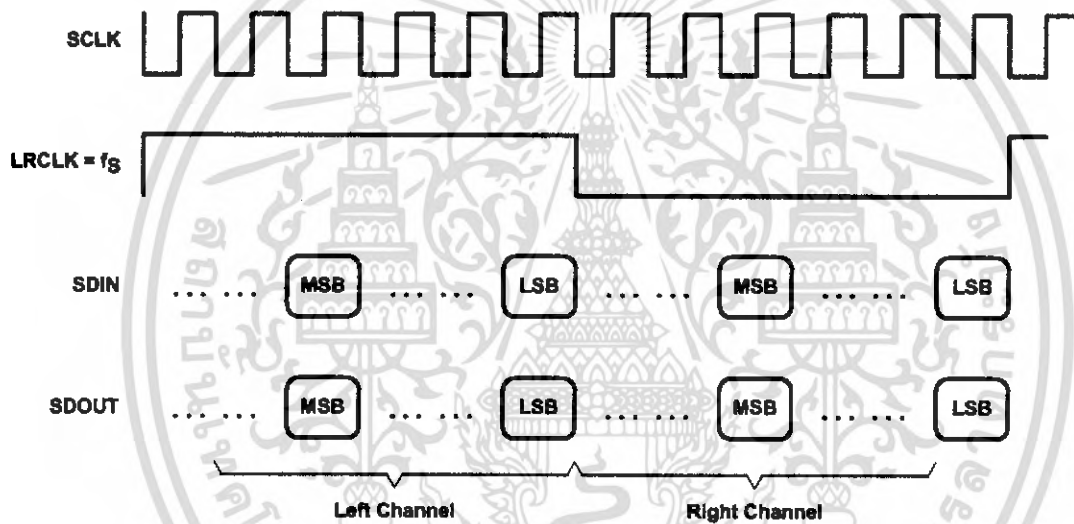 SCLK
LRCLK = fS
SDIN ... ... MSB ... ... LSB ... ... MSB ... ... LSB
SDOUT ... ... MSB ... ... LSB ... ... MSB ... ... LSB
Left Channel Right Channel